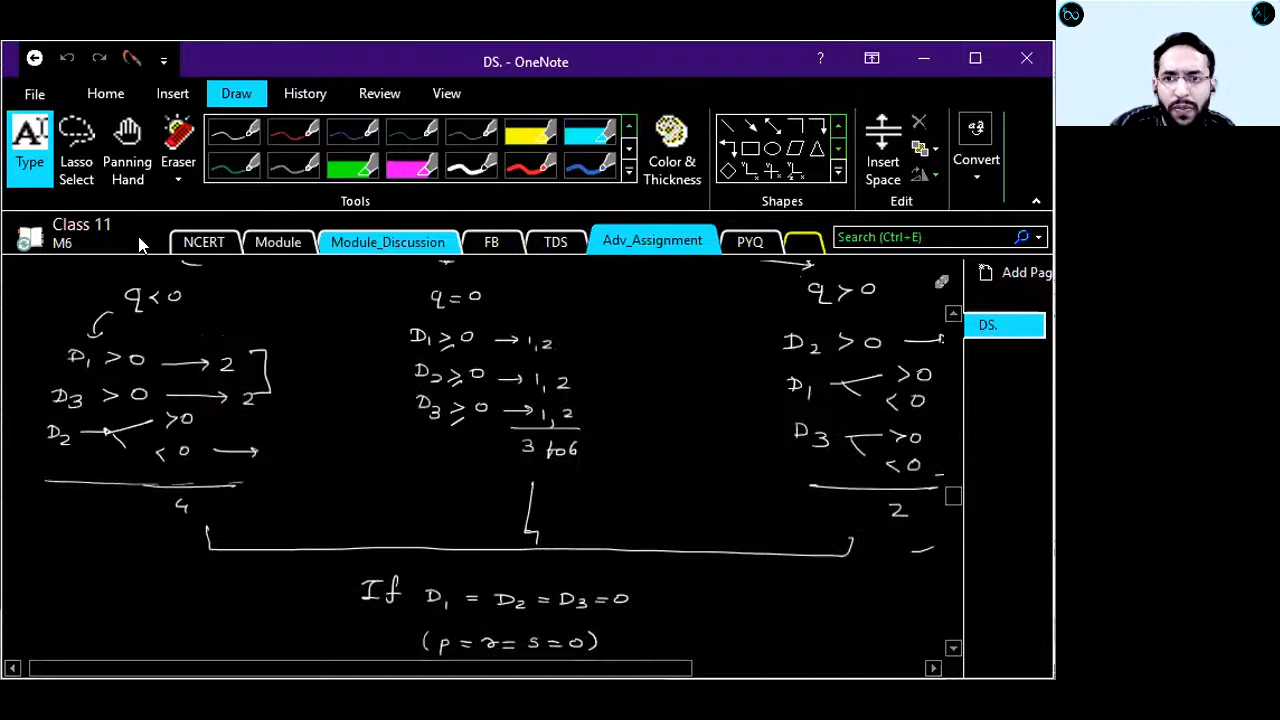 DS. - OneNote
?
File
Home
Insert
Draw
History
Review
View
Type
Lasso Select
Panning Hand
Eraser
Color & Thickness
Insert Space
Convert
Tools
Shapes
Edit
Class 11
M6
NCERT
Module
Module_Discussion
FB
TDS
Adv_Assignment
PYQ
Search (Ctrl+E)
Add Pag
DS.
q < 0
D₁ > 0 → 2
D₃ > 0 → 2
D₂ → > 0
< 0 →
4
q = 0
D₁ ≥ 0 → 1, 2
D₂ ≥ 0 → 1, 2
D₃ ≥ 0 → 1, 2
3 to 6
q > 0
D₂ > 0 →
D₁ > 0
< 0
D₃ > 0
< 0
2
If D₁ = D₂ = D₃ = 0
(p = r = s = 0)